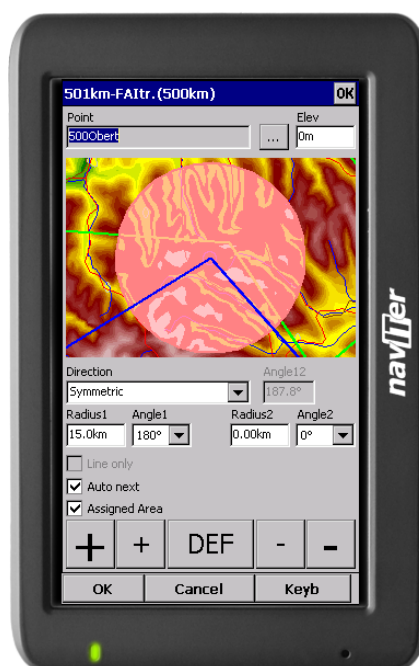 501km-FAItr.(500km) OK
Point Elev
500Obert ... 0m
Direction Angle12
Symmetric 187.8°
Radius1 Angle1 Radius2 Angle2
15.0km 180° 0.00km 0°
Line only
Auto next
Assigned Area
+ + DEF - -
OK Cancel Keyb
naviter